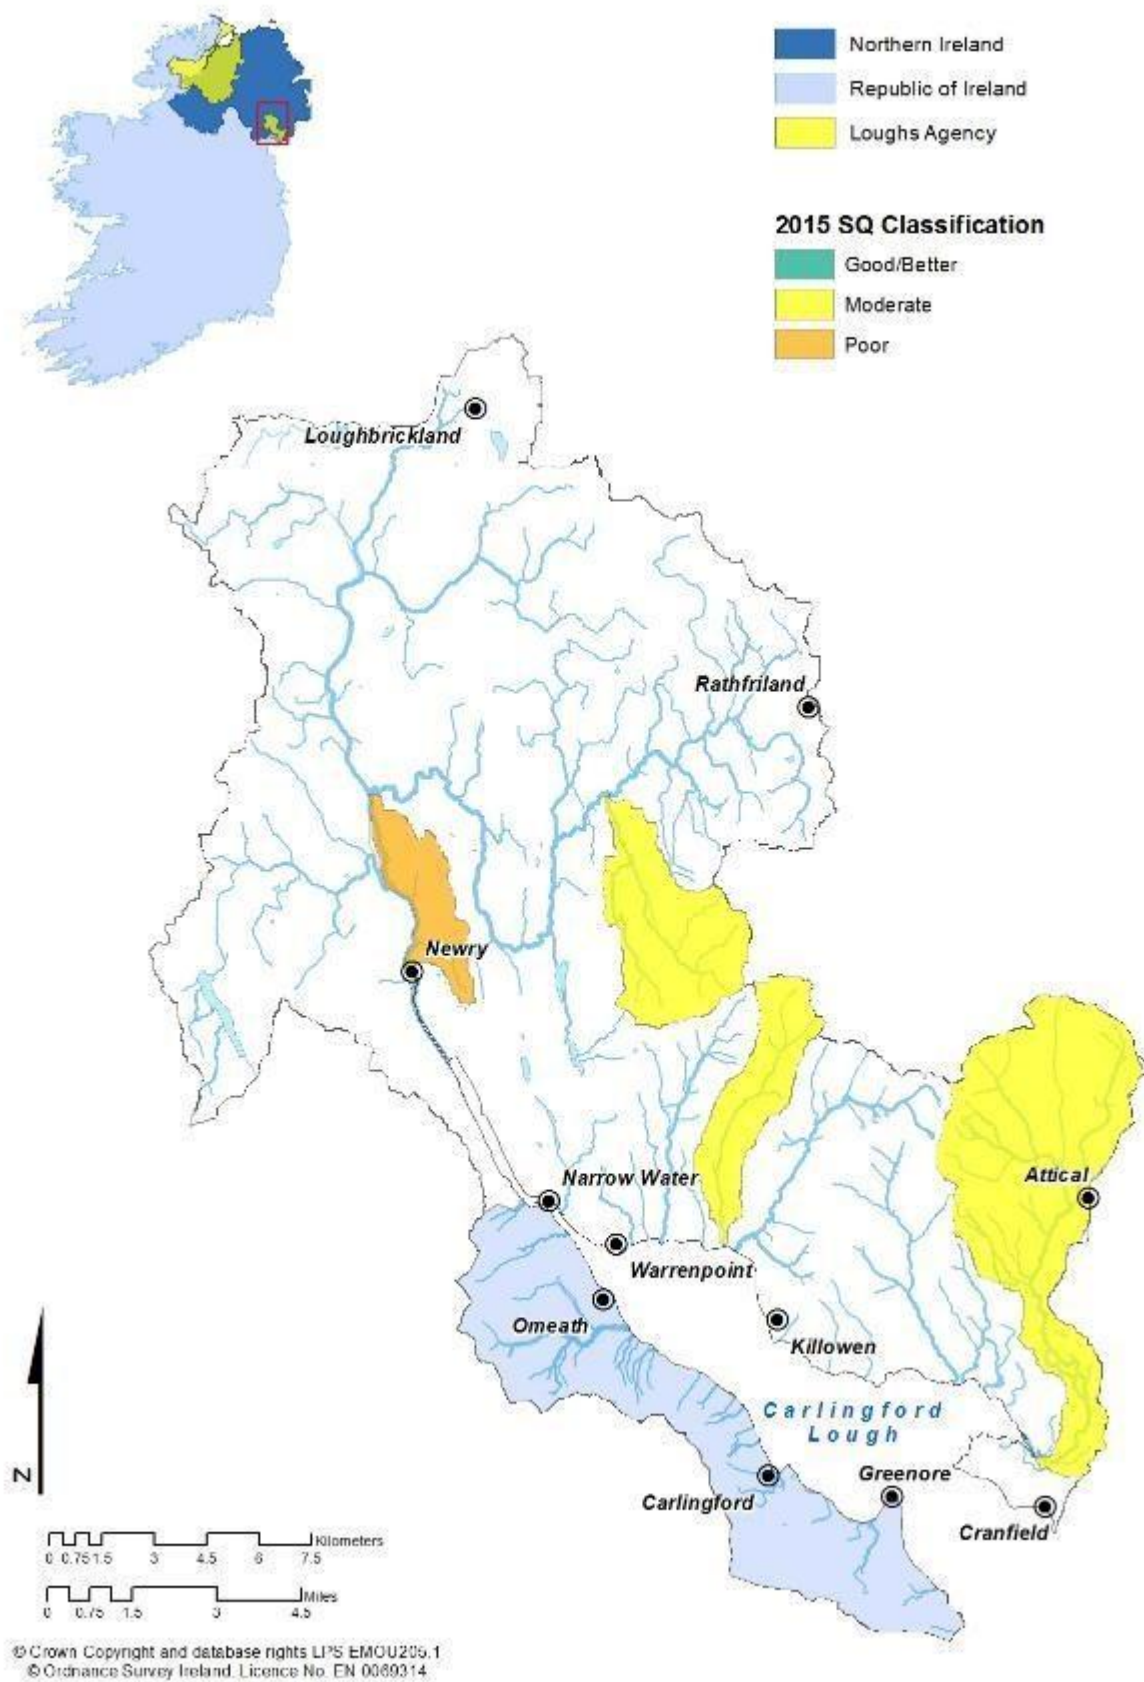 Northern Ireland
Republic of Ireland
Loughs Agency
2015 SQ Classification
Good/Better
Moderate
Poor
Loughbrickland
Rathfriland
Newry
Attical
Narrow Water
Warrenpoint
Omeath
Killowen
Carlingford
Lough
Greenore
Carlingford
Cranfield
N
Kilometers
0 0.75 1.5 3 4.5 6 7.5
Miles
0 0.75 1.5 3 4.5
© Crown Copyright and database rights LPS EMOU205.1
© Ordnance Survey Ireland. Licence No. EN 0069314